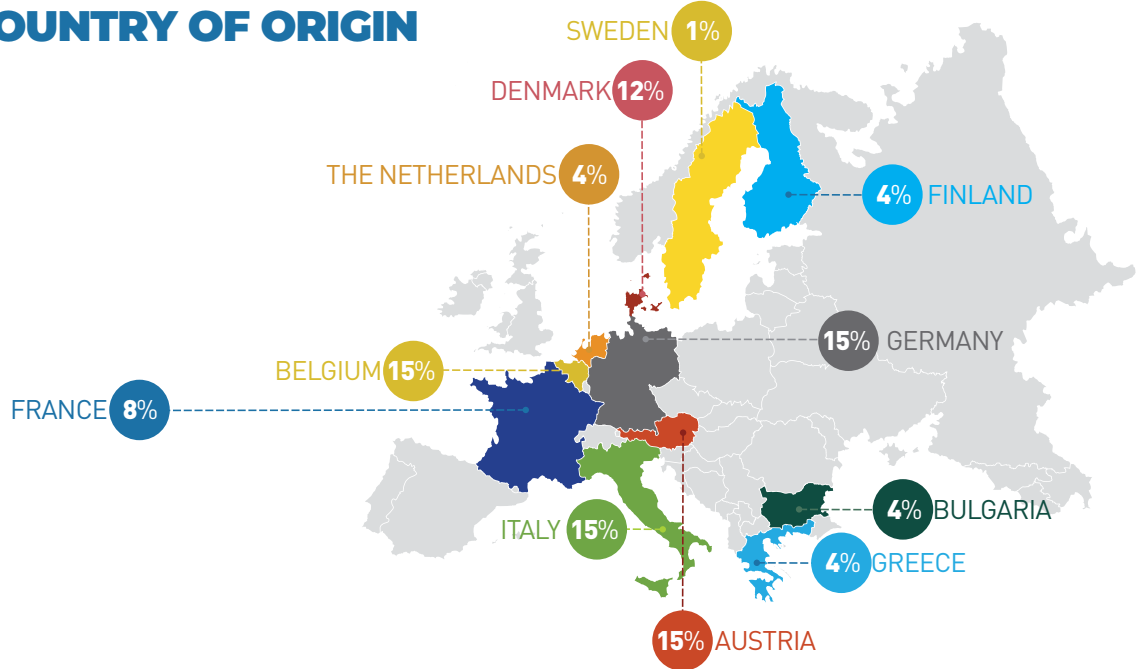 OUNTRY OF ORIGIN
SWEDEN 1%
DENMARK 12%
THE NETHERLANDS 4%
4% FINLAND
15% GERMANY
BELGIUM 15%
FRANCE 8%
4% BULGARIA
ITALY 15%
4% GREECE
15% AUSTRIA